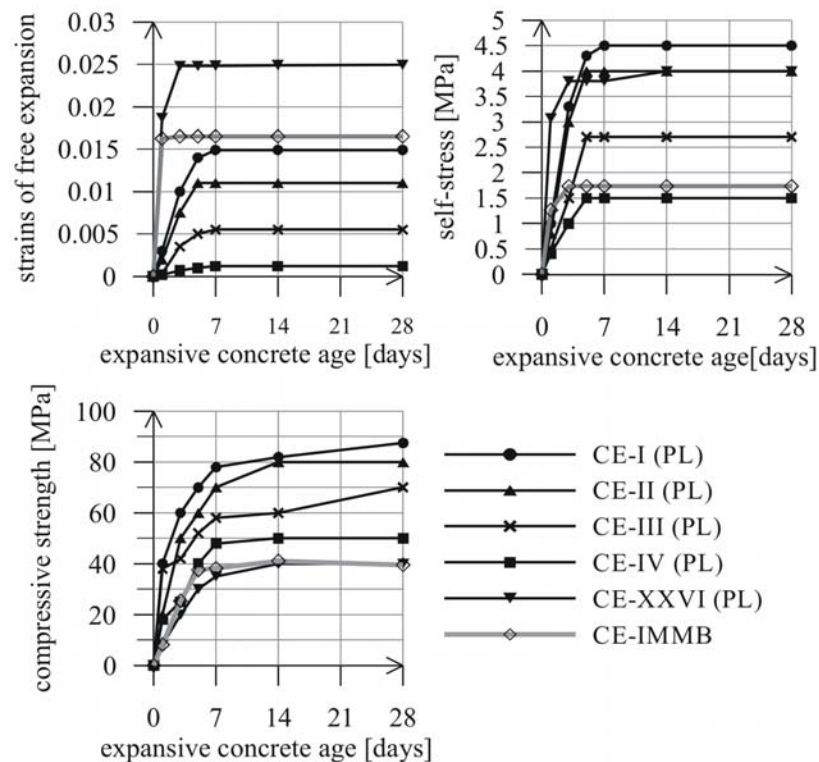 strains of free expansion
0.03
0.025
0.02
0.015
0.01
0.005
0
0 7 14 21 28
expansive concrete age [days]
self-stress [MPa]
5
4.5
4
3.5
3
2.5
2
1.5
1
0.5
0
0 7 14 21 28
expansive concrete age[days]
compressive strength [MPa]
100
80
60
40
20
0
0 7 14 21 28
expansive concrete age [days]
CE-I (PL)
CE-II (PL)
CE-III (PL)
CE-IV (PL)
CE-XXVI (PL)
CE-IMMB